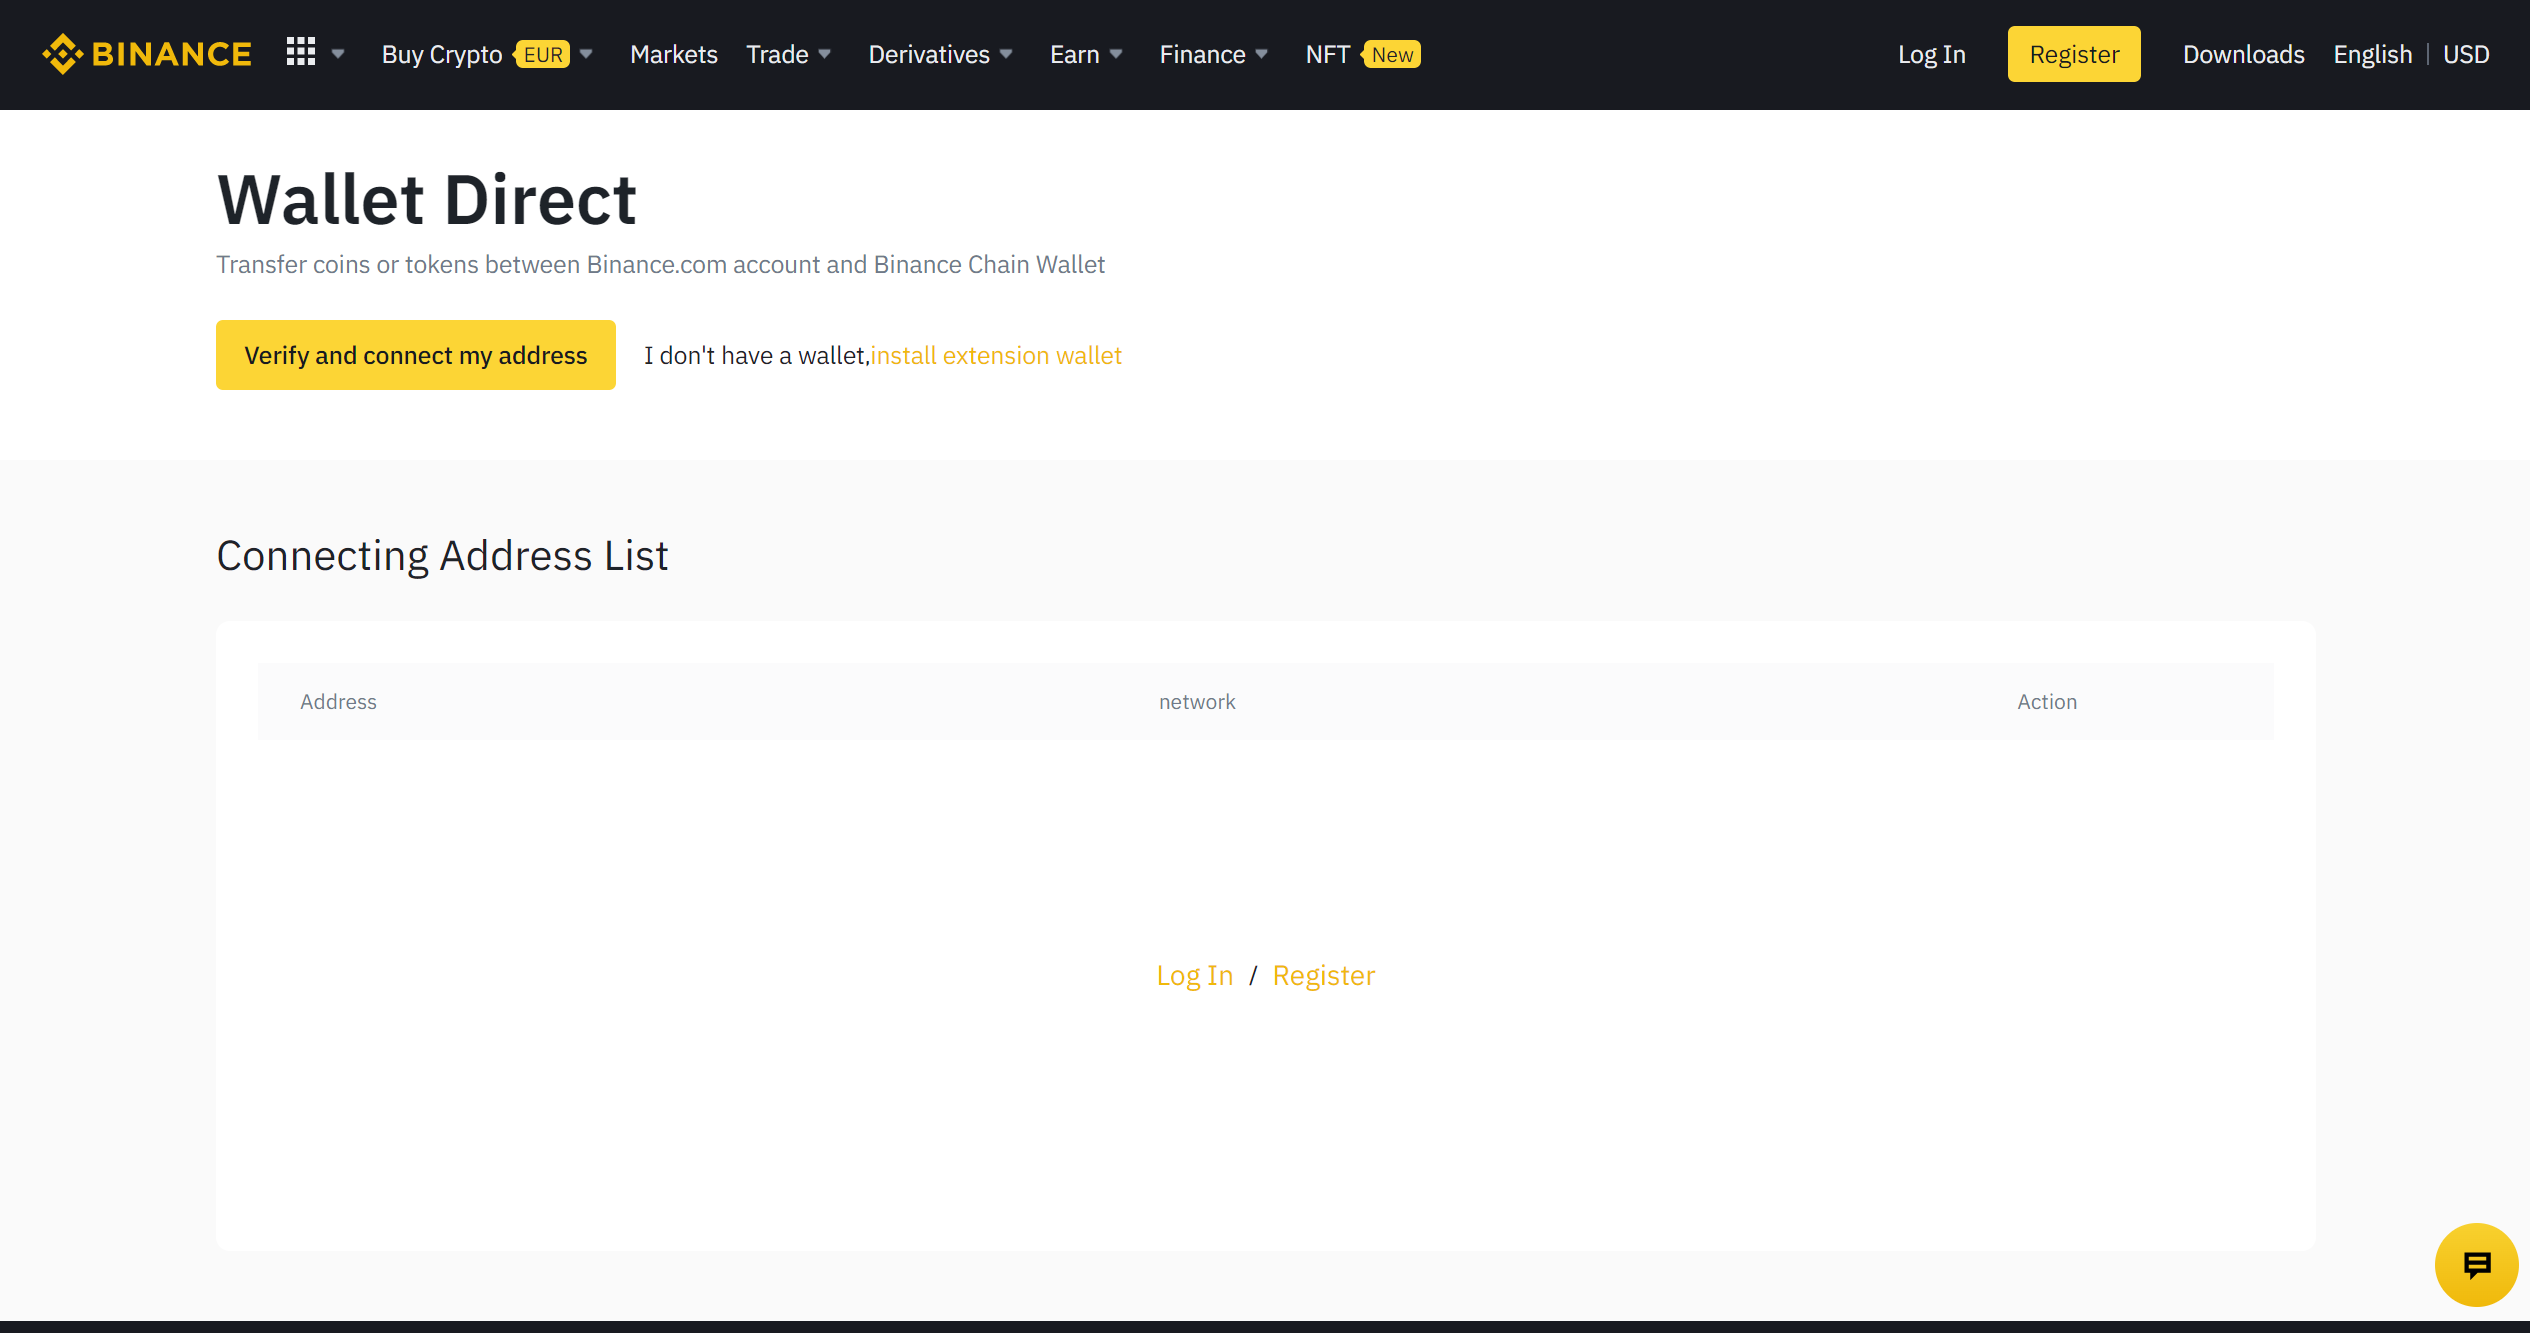 BINANCE Buy Crypto EUR Markets Trade Derivatives Earn Finance NFT New Log In Register Downloads English | USD
Wallet Direct
Transfer coins or tokens between Binance.com account and Binance Chain Wallet
Verify and connect my address I don't have a wallet,install extension wallet
Connecting Address List
Address network Action
Log In / Register